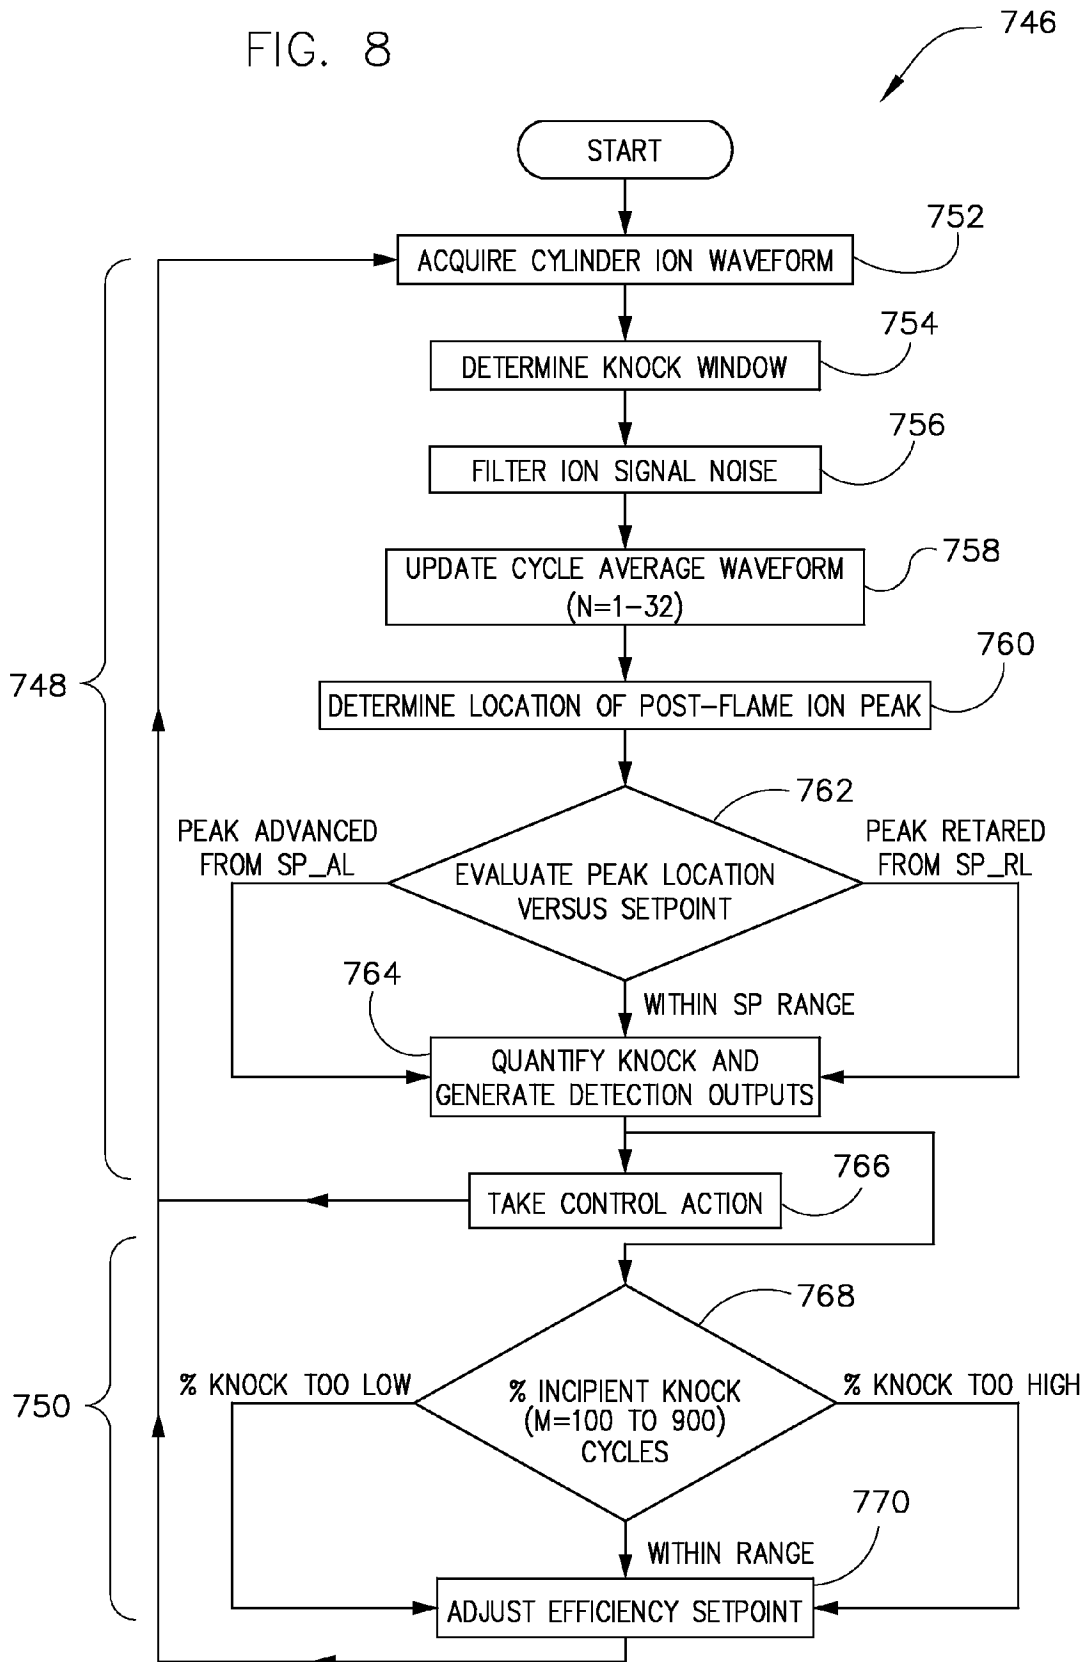 FIG. 8
746
START
752
ACQUIRE CYLINDER ION WAVEFORM
754
DETERMINE KNOCK WINDOW
756
FILTER ION SIGNAL NOISE
758
UPDATE CYCLE AVERAGE WAVEFORM
(N=1-32)
760
748
DETERMINE LOCATION OF POST-FLAME ION PEAK
762
PEAK ADVANCED
FROM SP_AL
PEAK RETARED
FROM SP_RL
EVALUATE PEAK LOCATION
VERSUS SETPOINT
764
WITHIN SP RANGE
QUANTIFY KNOCK AND
GENERATE DETECTION OUTPUTS
766
TAKE CONTROL ACTION
768
750
% KNOCK TOO LOW
% KNOCK TOO HIGH
% INCIPIENT KNOCK
(M=100 TO 900)
CYCLES
770
WITHIN RANGE
ADJUST EFFICIENCY SETPOINT